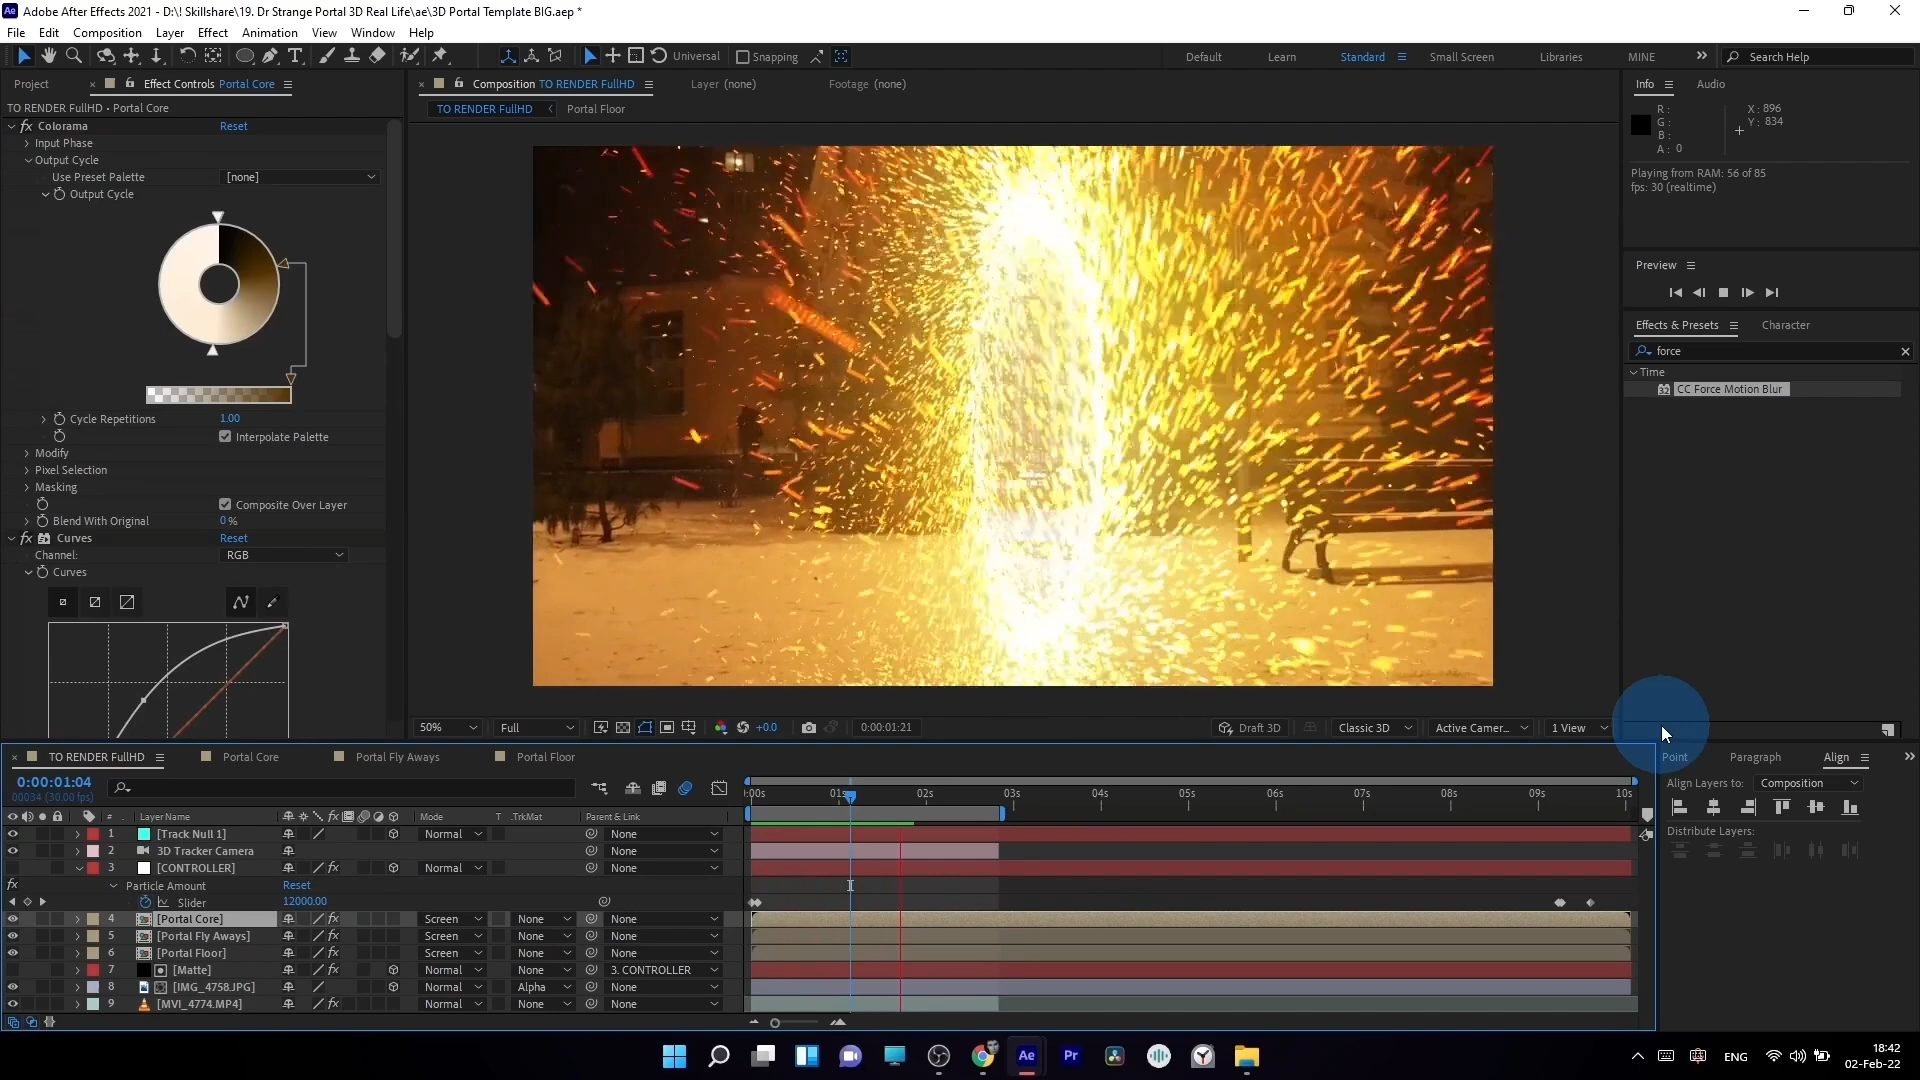 Ae Adobe After Effects 2021 - D:\! Skillshare\19. Dr Strange Portal 3D Real Life\ae\3D Portal Template BIG.aep *
File Edit Composition Layer Effect Animation View Window Help
Universal Snapping Default Learn Standard Small Screen Libraries MINE Search Help
Project Effect Controls Portal Core
TO RENDER FullHD • Portal Core
fx Colorama Reset
Input Phase
Output Cycle
Use Preset Palette [none]
Output Cycle
Cycle Repetitions 1.00
Interpolate Palette
Modify
Pixel Selection
Masking
Composite Over Layer
Blend With Original 0 %
fx Curves Reset
Channel: RGB
Curves
Composition TO RENDER FullHD Layer (none) Footage (none)
TO RENDER FullHD Portal Floor
50% Full +0.0 0:00:01:21 Draft 3D Classic 3D Active Camer... 1 View
Info Audio
R :
G :
B :
A : 0
X : 896
Y : 834
Playing from RAM: 56 of 85
fps: 30 (realtime)
Preview
Effects & Presets Character
force
Time
32 CC Force Motion Blur
TO RENDER FullHD Portal Core Portal Fly Aways Portal Floor
0:00:01:04
00034 (30.00 fps)
:00s 01s 02s 03s 04s 05s 06s 07s 08s 09s 10s
# Layer Name Mode T .TrkMat Parent & Link
1 [Track Null 1] Normal None
2 3D Tracker Camera None
3 [CONTROLLER] fx Normal None
fx Particle Amount Reset
Slider 12000.00
4 [Portal Core] fx Screen None None
5 [Portal Fly Aways] fx Screen None None
6 [Portal Floor] fx Screen None None
7 [Matte] fx Normal None 3. CONTROLLER
8 [IMG_4758.JPG] Normal Alpha None
9 [MVI_4774.MP4] fx Normal None None
Point Paragraph Align
Align Layers to: Composition
Distribute Layers:
Ae Pr
ENG
18:42
02-Feb-22